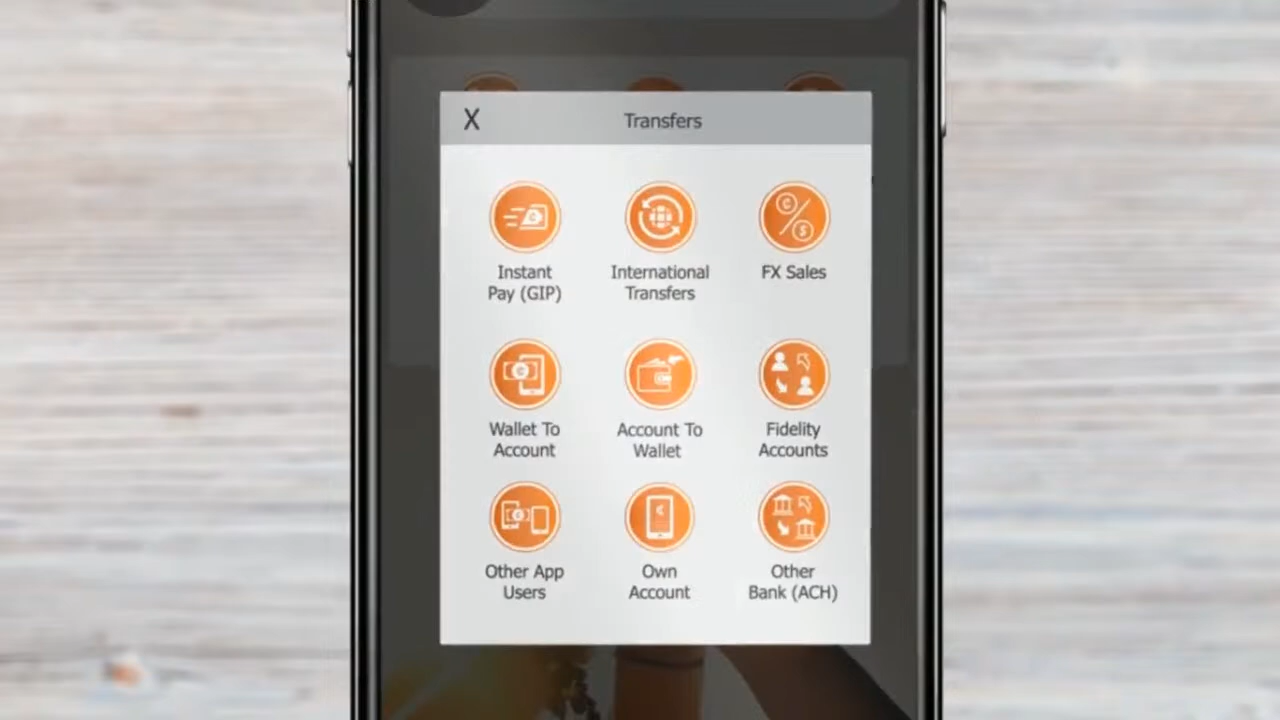 X
Transfers
Instant
Pay (GIP)
International
Transfers
FX Sales
Wallet To
Account
Account To
Wallet
Fidelity
Accounts
Other App
Users
Own
Account
Other
Bank (ACH)